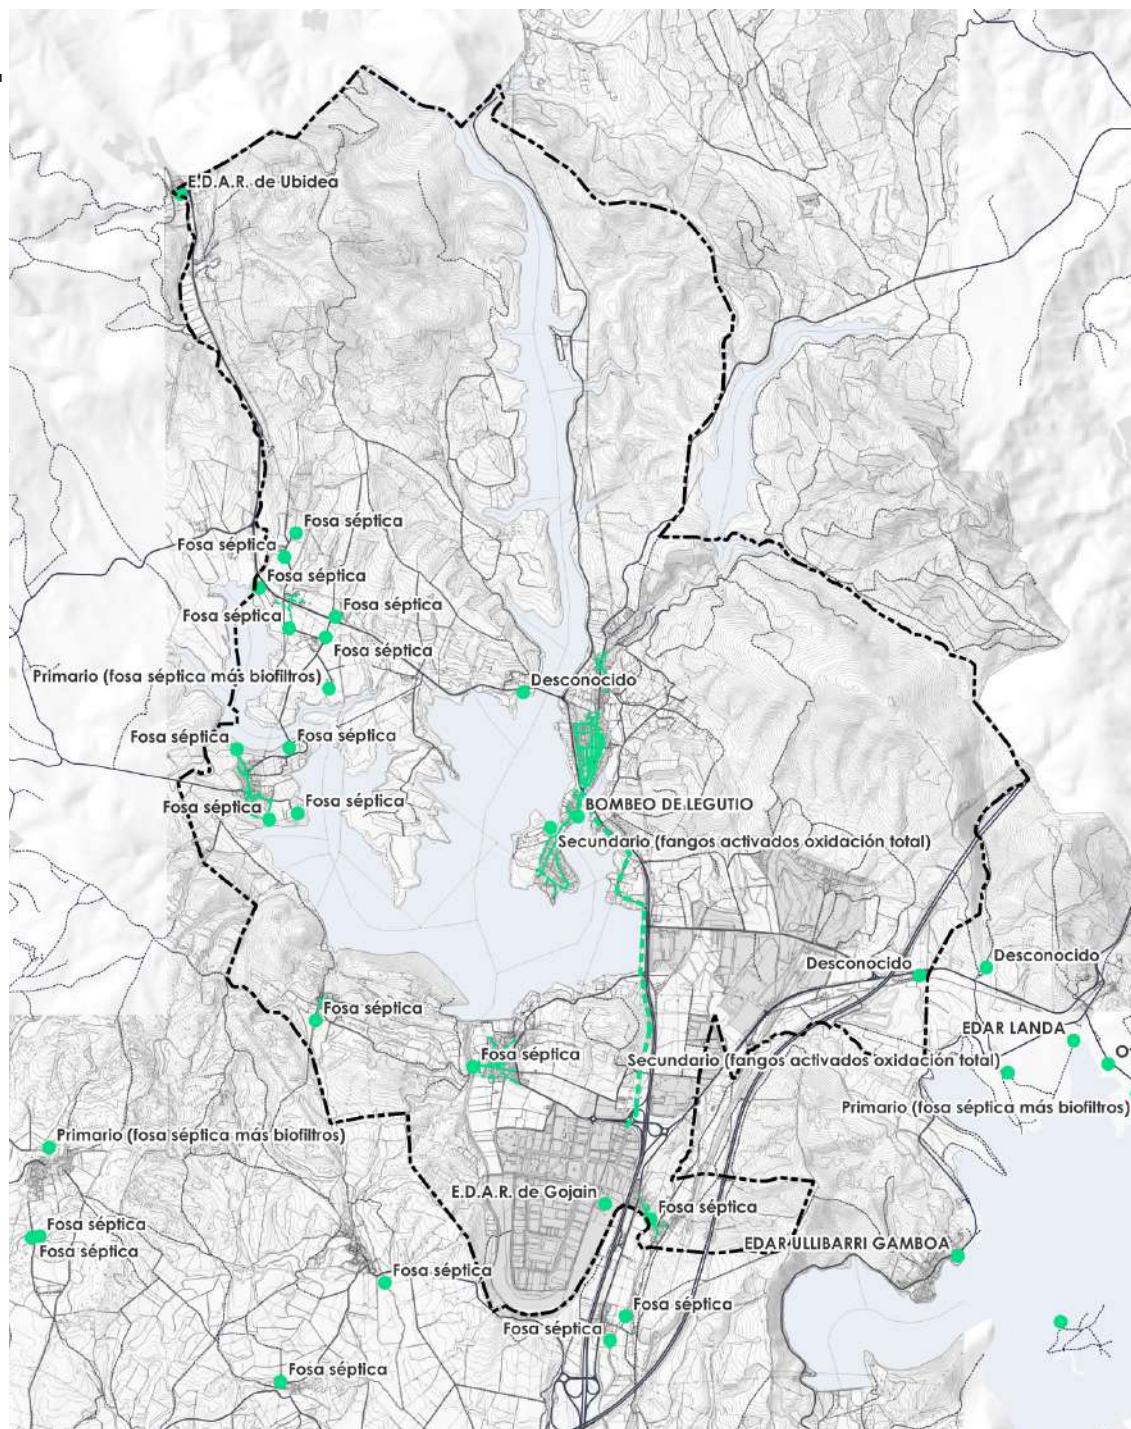 E.D.A.R. de Ubidea
Fosa séptica
Fosa séptica
Fosa séptica
Fosa séptica
Fosa séptica
Fosa séptica
Primario (fosa séptica más biofiltros)
Desconocido
Fosa séptica
Fosa séptica
Fosa séptica
Fosa séptica
BOMBEO DE LEGUTIO
Secundario (fangos activados oxidación total)
Desconocido
Desconocido
Fosa séptica
EDAR LANDA
Fosa séptica
Secundario (fangos activados oxidación total)
Primario (fosa séptica más biofiltros)
Primario (fosa séptica más biofiltros)
E.D.A.R. de Gojain
Fosa séptica
Fosa séptica
Fosa séptica
EDAR ULLIBARRI GAMBOA
Fosa séptica
Fosa séptica
Fosa séptica
Fosa séptica